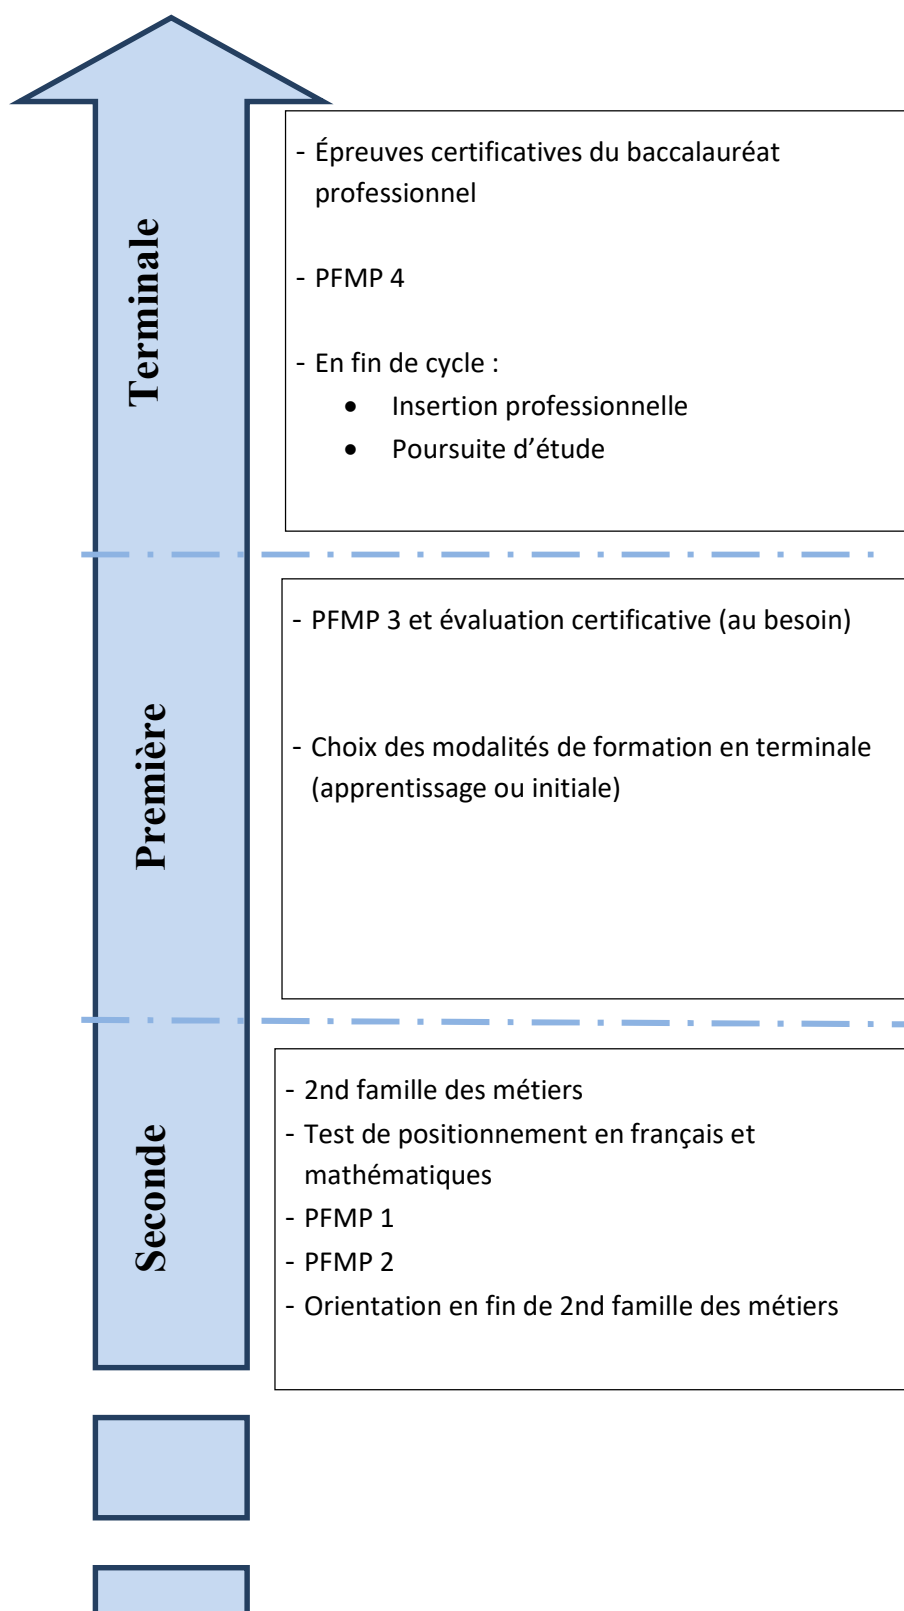 Terminale
- Épreuves certificatives du baccalauréat
professionnel
- PFMP 4
- En fin de cycle :
• Insertion professionnelle
• Poursuite d’étude
Première
- PFMP 3 et évaluation certificative (au besoin)
- Choix des modalités de formation en terminale
(apprentissage ou initiale)
Seconde
- 2nd famille des métiers
- Test de positionnement en français et
mathématiques
- PFMP 1
- PFMP 2
- Orientation en fin de 2nd famille des métiers